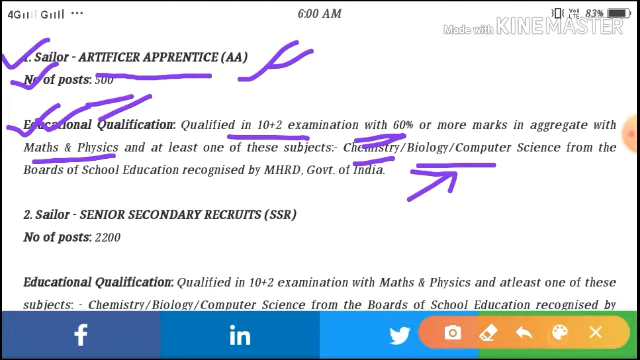 4G 4G 6:00 AM Vo) LTE 83%
Made with KINEMASTER
1. Sailor - ARTIFICER APPRENTICE (AA)
No of posts: 500
Educational Qualification: Qualified in 10+2 examination with 60% or more marks in aggregate with
Maths & Physics and at least one of these subjects:- Chemistry/Biology/Computer Science from the
Boards of School Education recognised by MHRD, Govt. of India.
2. Sailor - SENIOR SECONDARY RECRUITS (SSR)
No of posts: 2200
Educational Qualification: Qualified in 10+2 examination with Maths & Physics and atleast one of these
subjects: - Chemistry/Biology/Computer Science from the Boards of School Education recognised by
f in